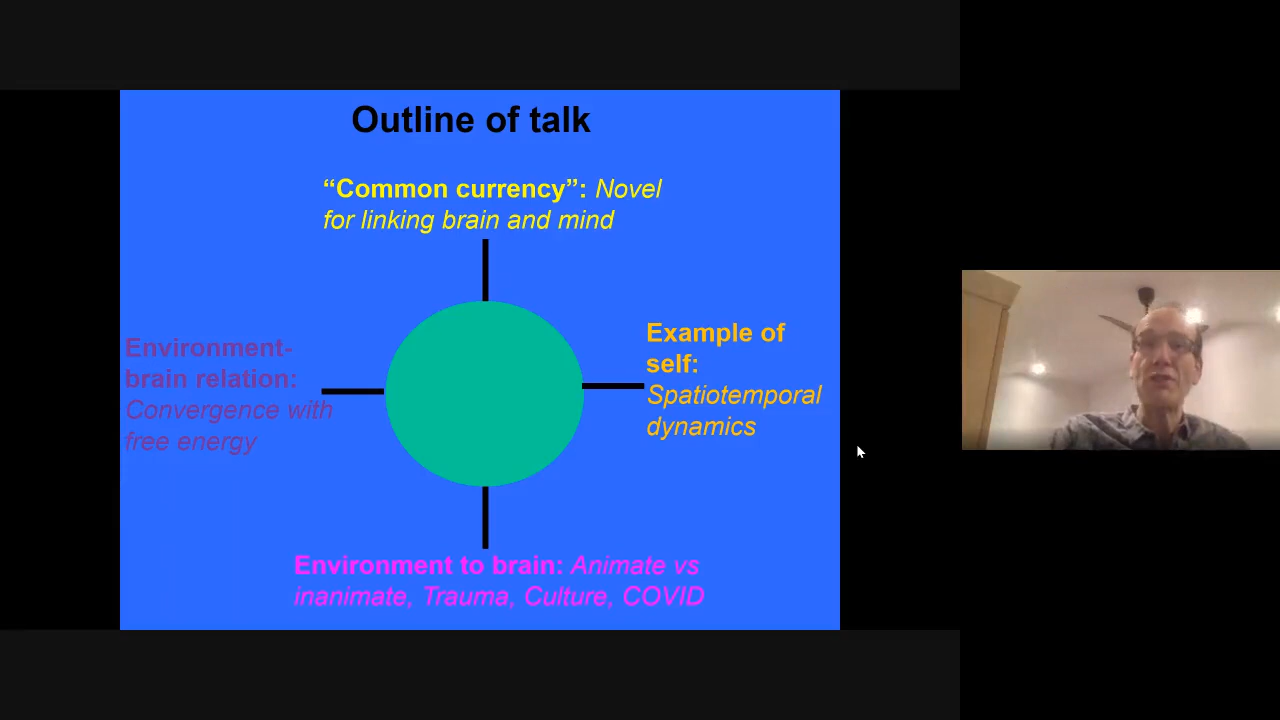 Outline of talk
“Common currency”: Novel
for linking brain and mind
Environment-
brain relation:
Convergence with
free energy
Example of
self:
Spatiotemporal
dynamics
Environment to brain: Animate vs
inanimate, Trauma, Culture, COVID